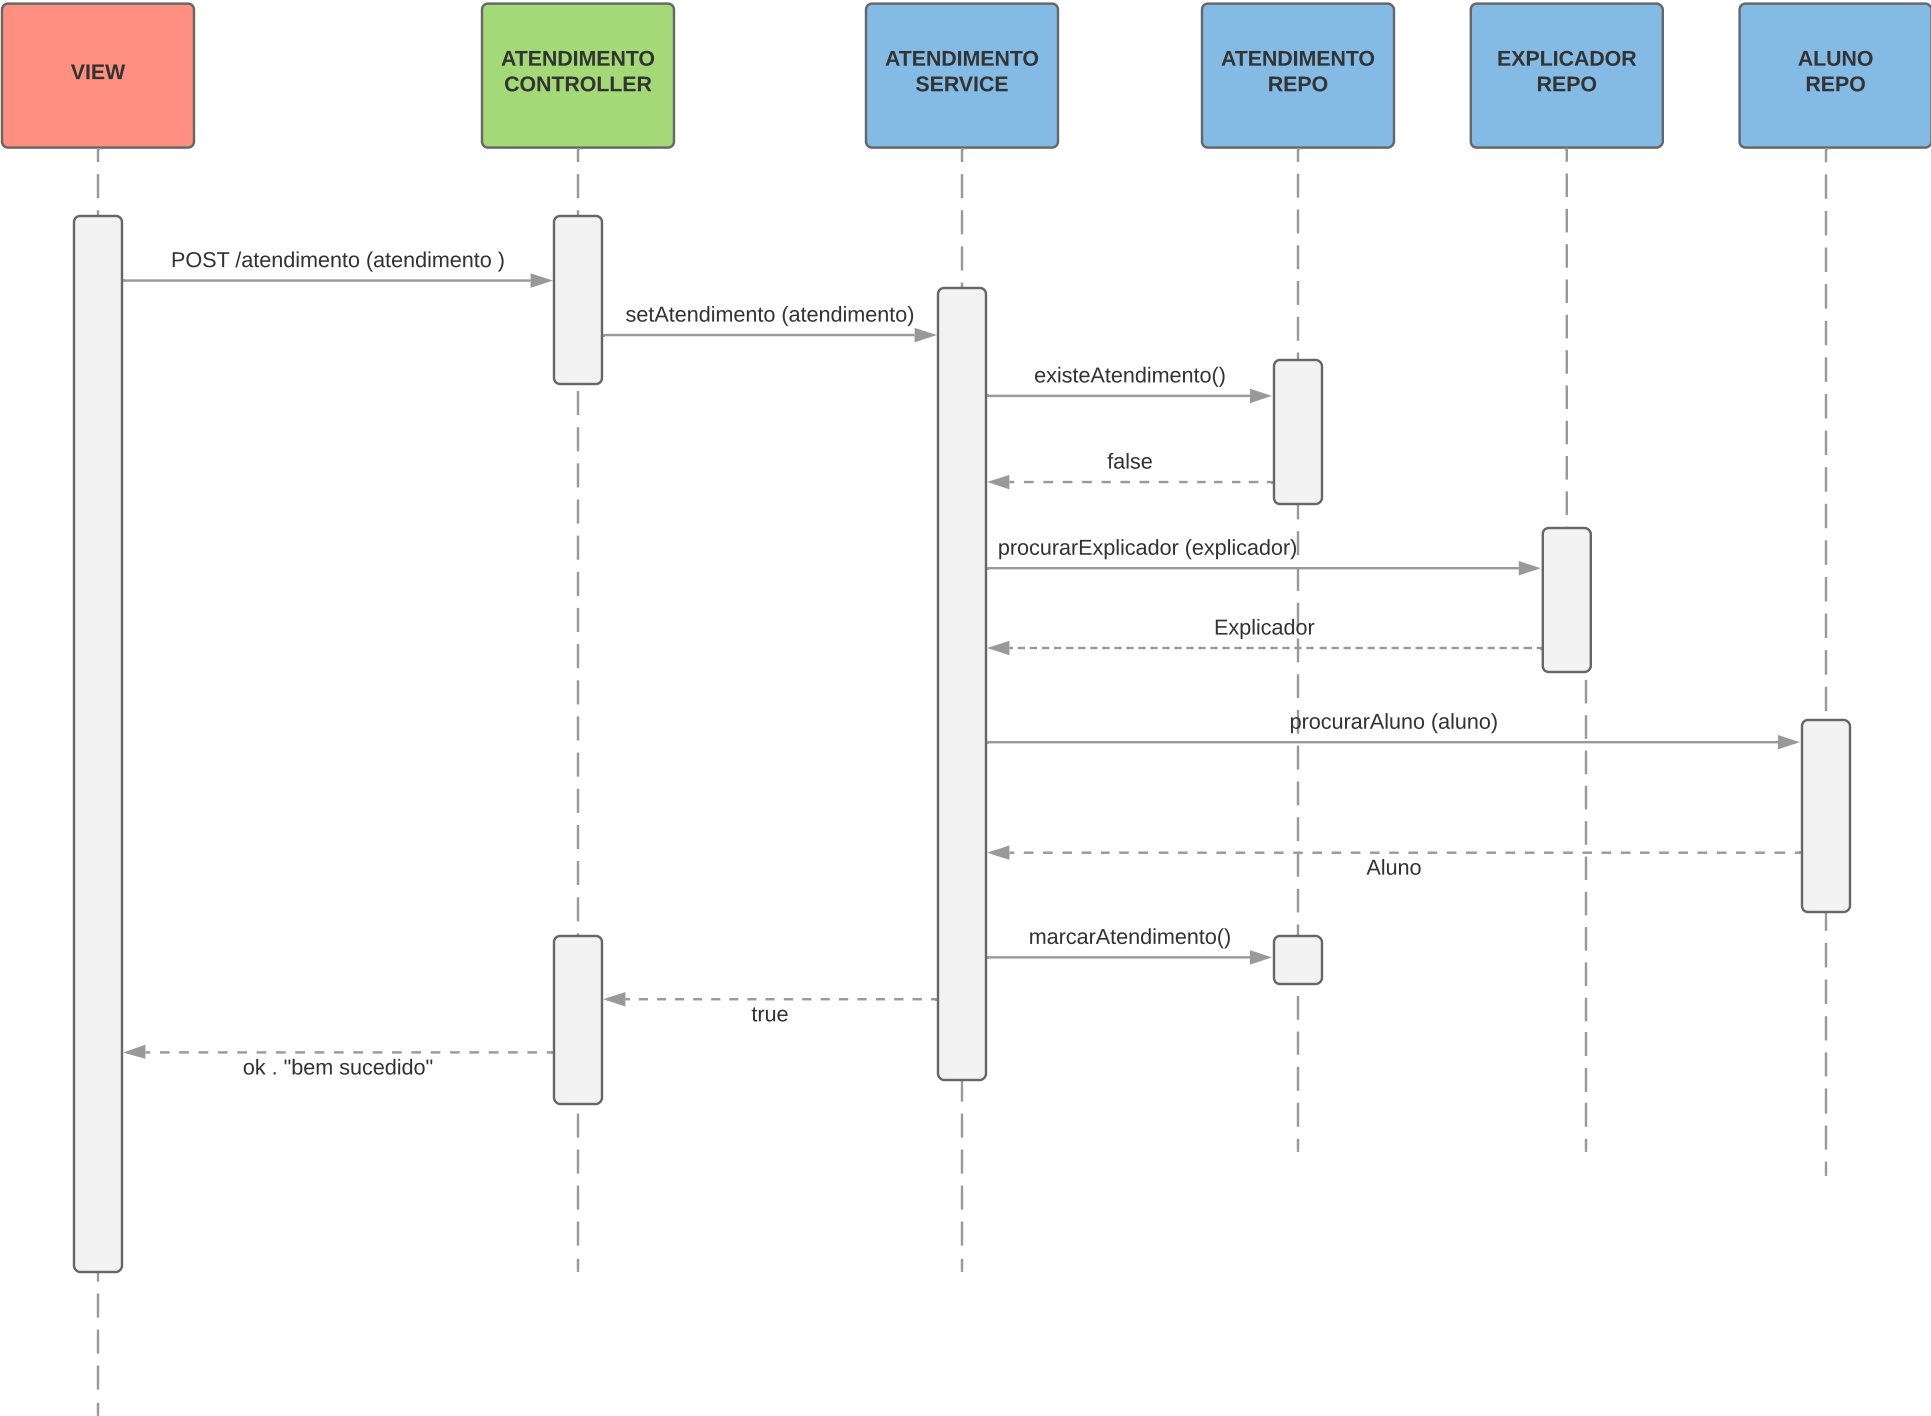 VIEW
ATENDIMENTO
CONTROLLER
ATENDIMENTO
SERVICE
ATENDIMENTO
REPO
EXPLICADOR
REPO
ALUNO
REPO
POST /atendimento (atendimento )
setAtendimento (atendimento)
existeAtendimento()
false
procurarExplicador (explicador)
Explicador
procurarAluno (aluno)
Aluno
marcarAtendimento()
true
ok . "bem sucedido"